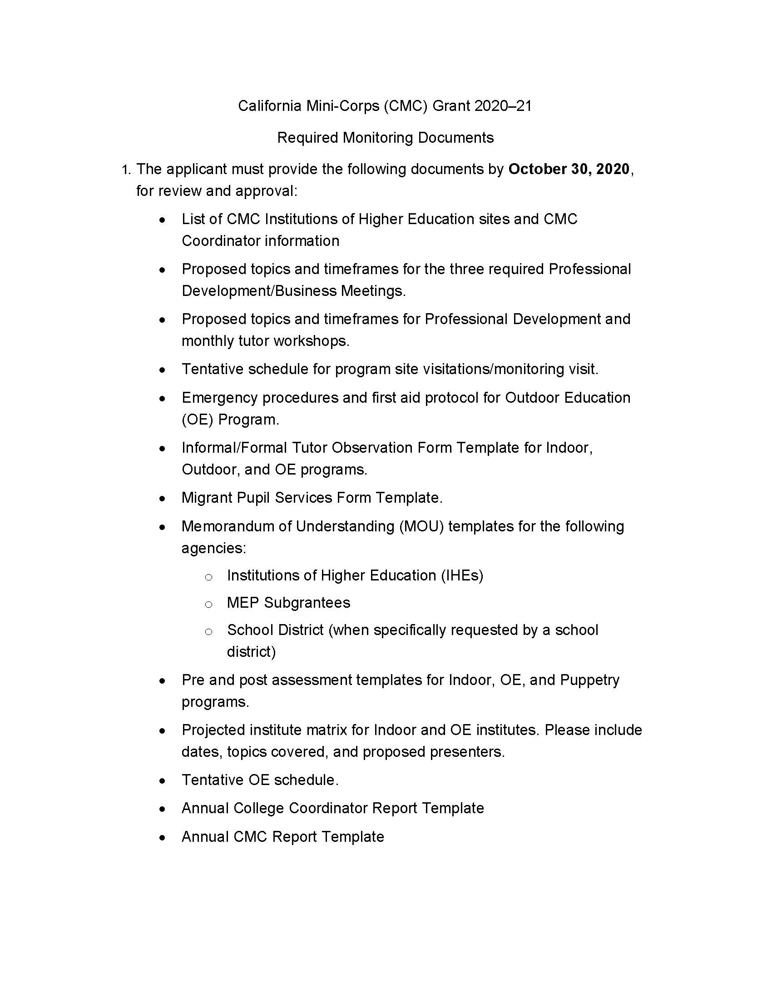 California Mini-Corps (CMC) Grant 2020–21
Required Monitoring Documents
1. The applicant must provide the following documents by October 30, 2020,
for review and approval:
• List of CMC Institutions of Higher Education sites and CMC
Coordinator information
• Proposed topics and timeframes for the three required Professional
Development/Business Meetings.
• Proposed topics and timeframes for Professional Development and
monthly tutor workshops.
• Tentative schedule for program site visitations/monitoring visit.
• Emergency procedures and first aid protocol for Outdoor Education
(OE) Program.
• Informal/Formal Tutor Observation Form Template for Indoor,
Outdoor, and OE programs.
• Migrant Pupil Services Form Template.
• Memorandum of Understanding (MOU) templates for the following
agencies:
o Institutions of Higher Education (IHEs)
o MEP Subgrantees
o School District (when specifically requested by a school
district)
• Pre and post assessment templates for Indoor, OE, and Puppetry
programs.
• Projected institute matrix for Indoor and OE institutes. Please include
dates, topics covered, and proposed presenters.
• Tentative OE schedule.
• Annual College Coordinator Report Template
• Annual CMC Report Template